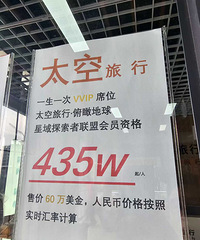 太空旅行
一生一次 VVIP 席位
太空旅行·俯瞰地球
星域探索者联盟会员资格
435w 起/人
售价 60 万美金，人民币价格按照
实时汇率计算